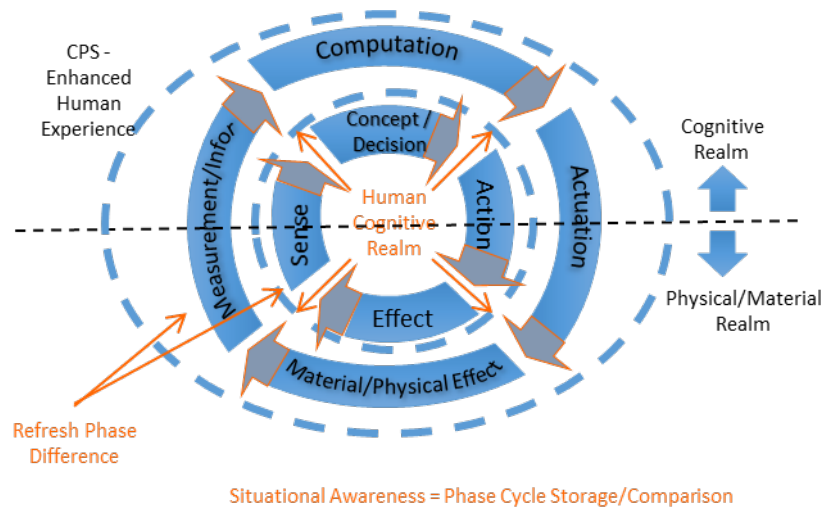 CPS -
Enhanced
Human
Experience
Computation
Concept /
Decision
Cognitive
Realm
Measurement/Infor
Sense
Human
Cognitive
Realm
Action
Actuation
Physical/Material
Realm
Effect
Material/Physical Effect
Refresh Phase
Difference
Situational Awareness = Phase Cycle Storage/Comparison